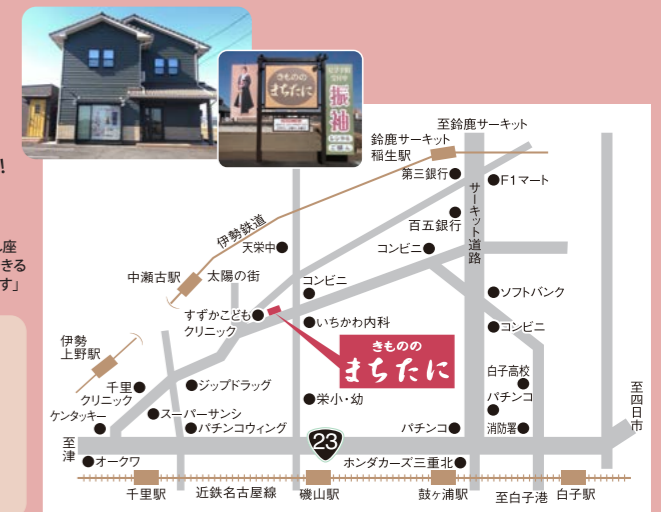 きものの
まちたに
振袖
!
座
きる
す」
至鈴鹿サーキット
鈴鹿サーキット
稲生駅
第三銀行
F1マート
サーキット道路
百五銀行
伊勢鉄道
天栄中
コンビニ
中瀬古駅
太陽の街
コンビニ
ソフトバンク
すずかこども
クリニック
いちかわ内科
コンビニ
伊勢
上野駅
きものの
まちたに
白子高校
千里
クリニック
ジップドラッグ
栄小・幼
パチンコ
至四日市
ケンタッキー
スーパーサンシ
パチンコウィング
パチンコ
消防署
至津
23
オークワ
ホンダカーズ三重北
千里駅
近鉄名古屋線
磯山駅
鼓ヶ浦駅
至白子港
白子駅